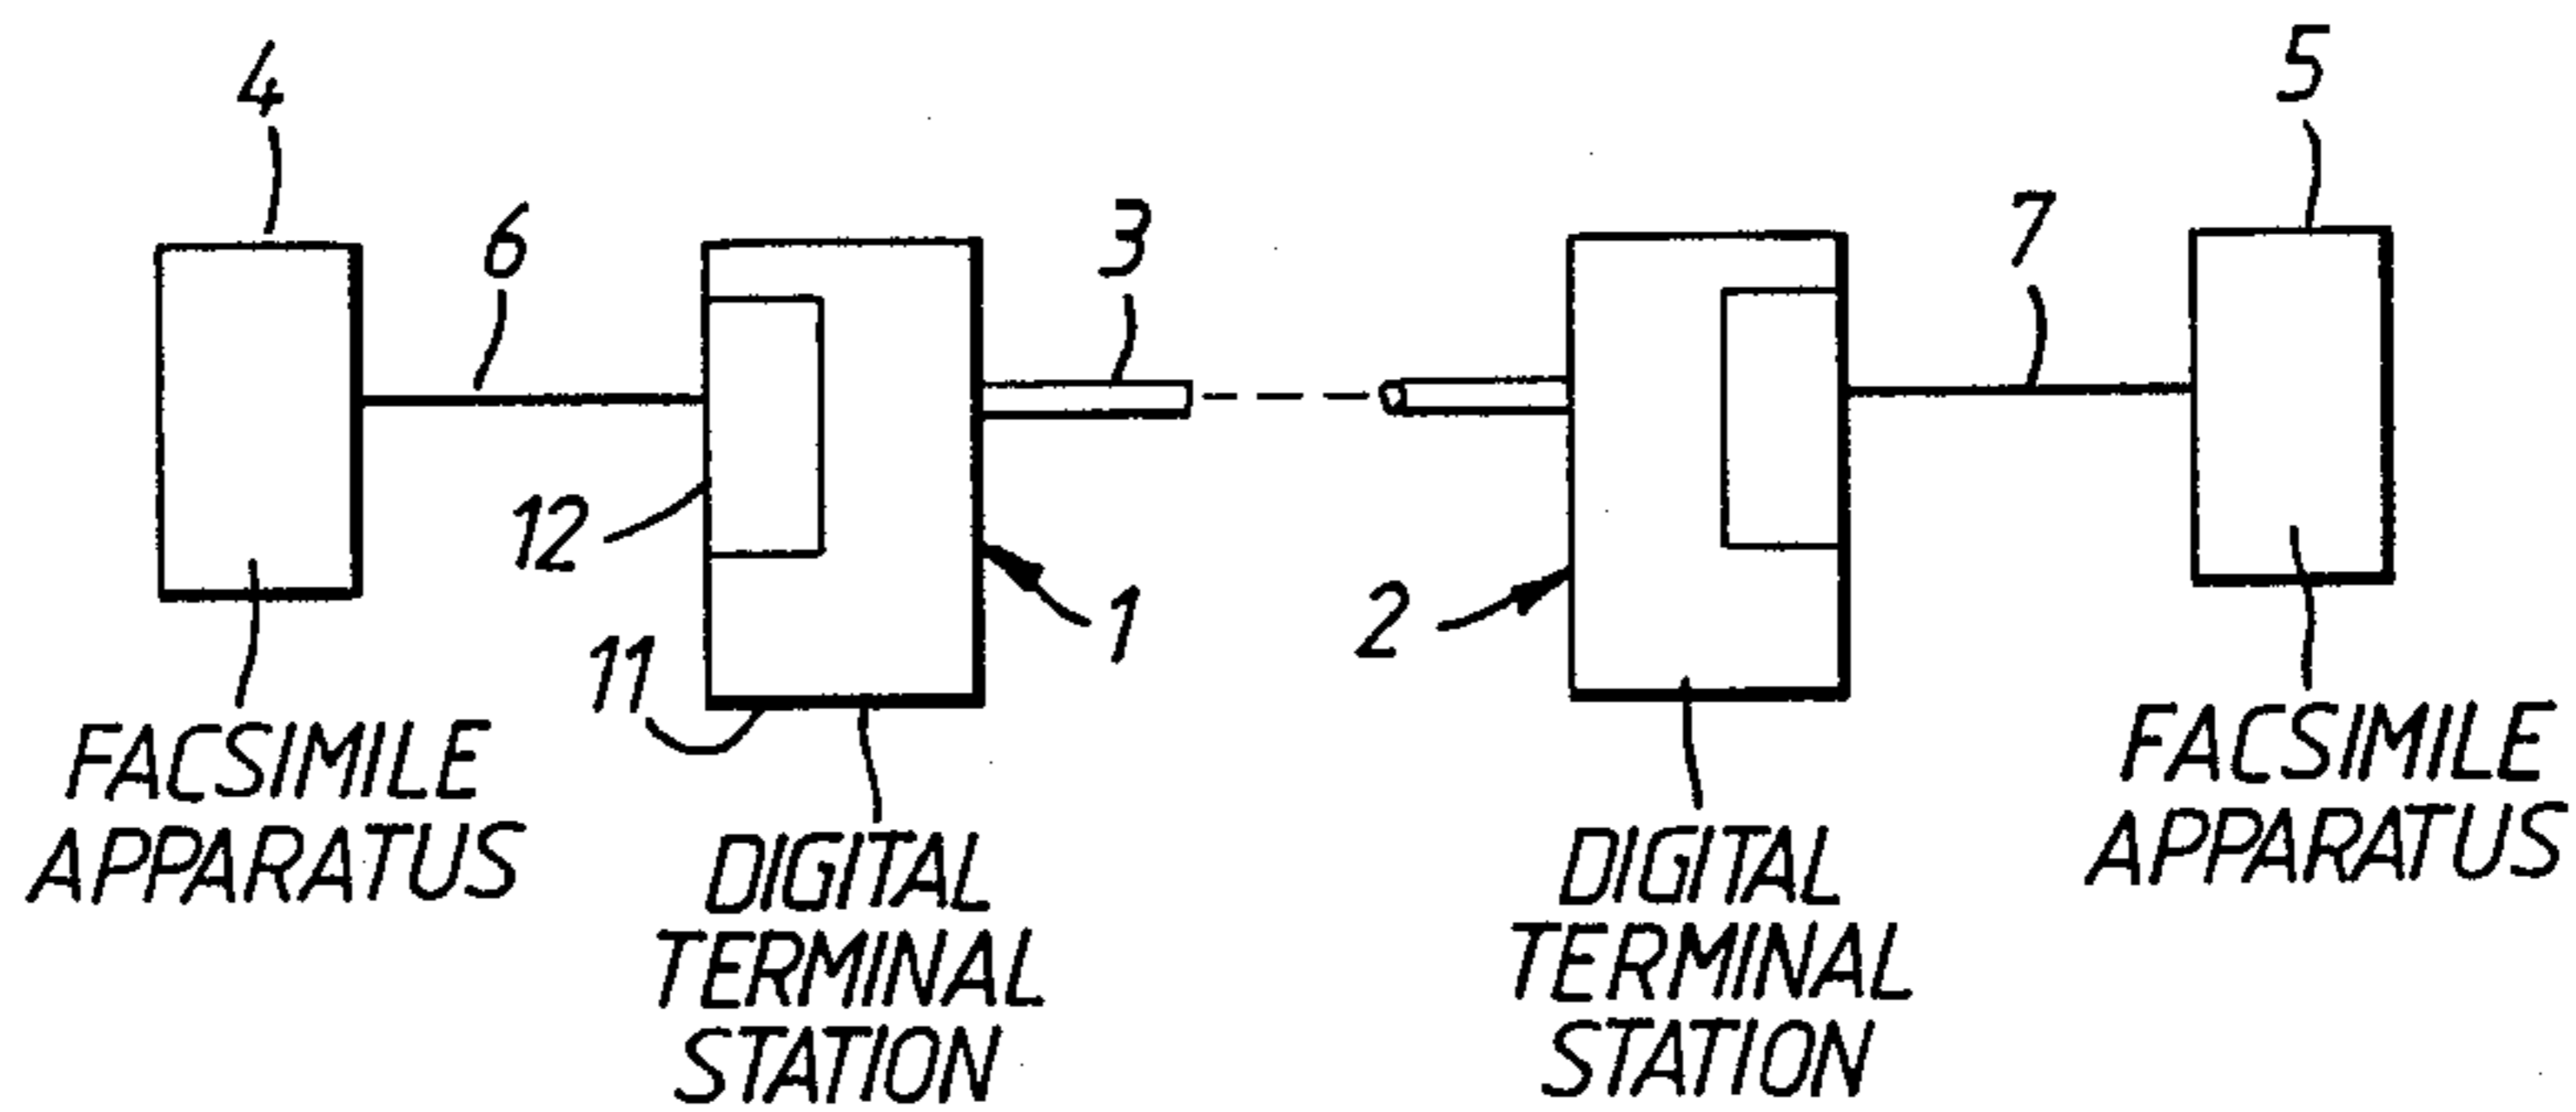 4
5
6
3
7
12
1
2
11
FACSIMILE
APPARATUS
DIGITAL
TERMINAL
STATION
DIGITAL
TERMINAL
STATION
FACSIMILE
APPARATUS